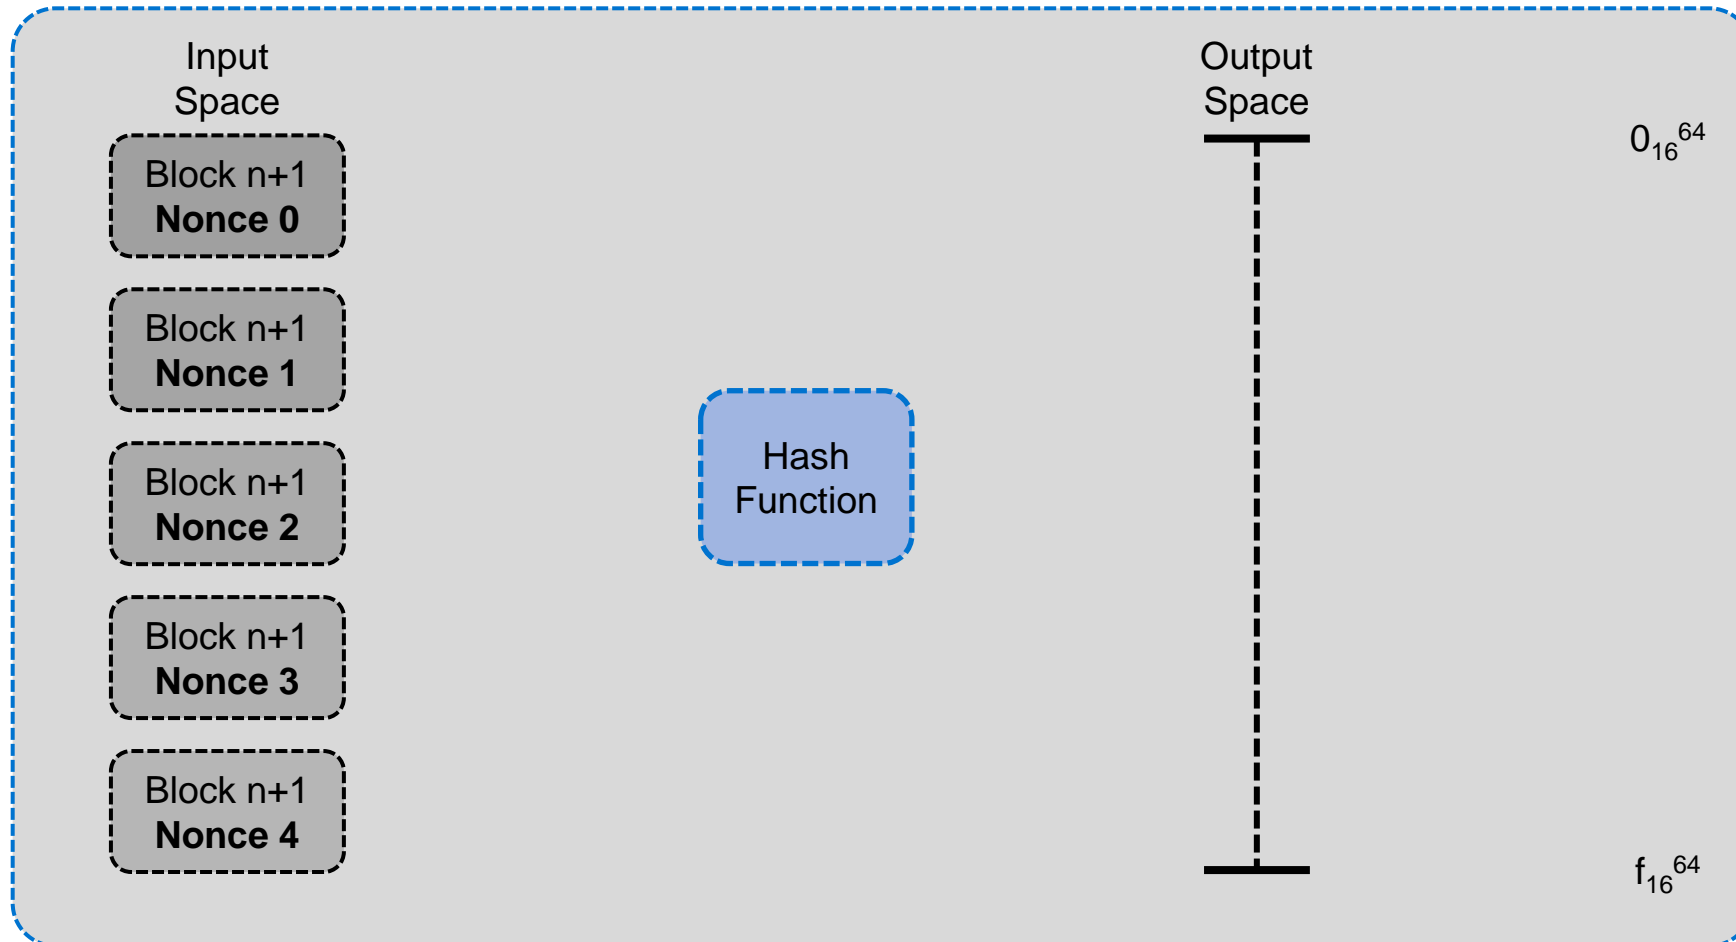 Input
Space
Block n+1
Nonce 0
Block n+1
Nonce 1
Block n+1
Nonce 2
Block n+1
Nonce 3
Block n+1
Nonce 4
Hash
Function
Output
Space
0₁₆⁶⁴
f₁₆⁶⁴